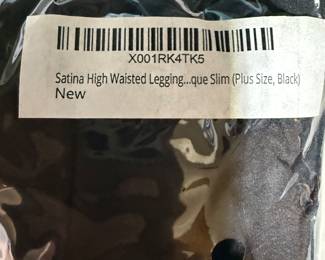 X001RK4TK5
Satina High Waisted Legging...que Slim (Plus Size, Black)
New